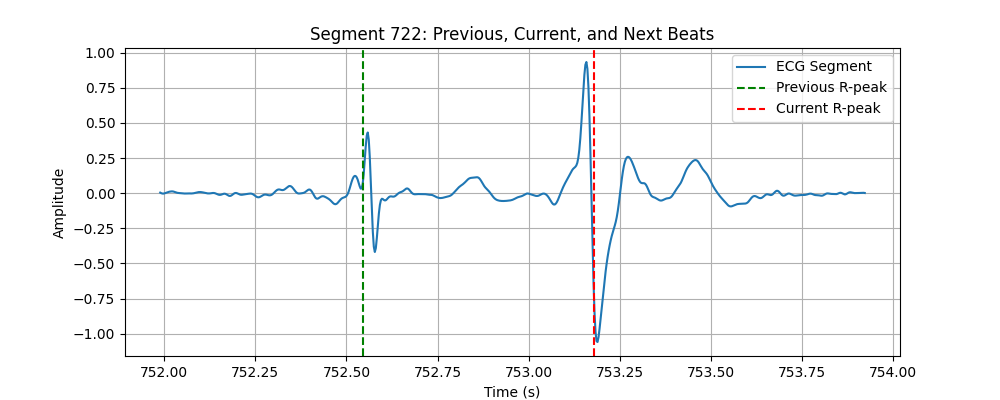 Segment 722: Previous, Current, and Next Beats
1.00
0.75
0.50
0.25
0.00
−0.25
−0.50
−0.75
−1.00
Amplitude
ECG Segment
Previous R-peak
Current R-peak
752.00 752.25 752.50 752.75 753.00 753.25 753.50 753.75 754.00
Time (s)